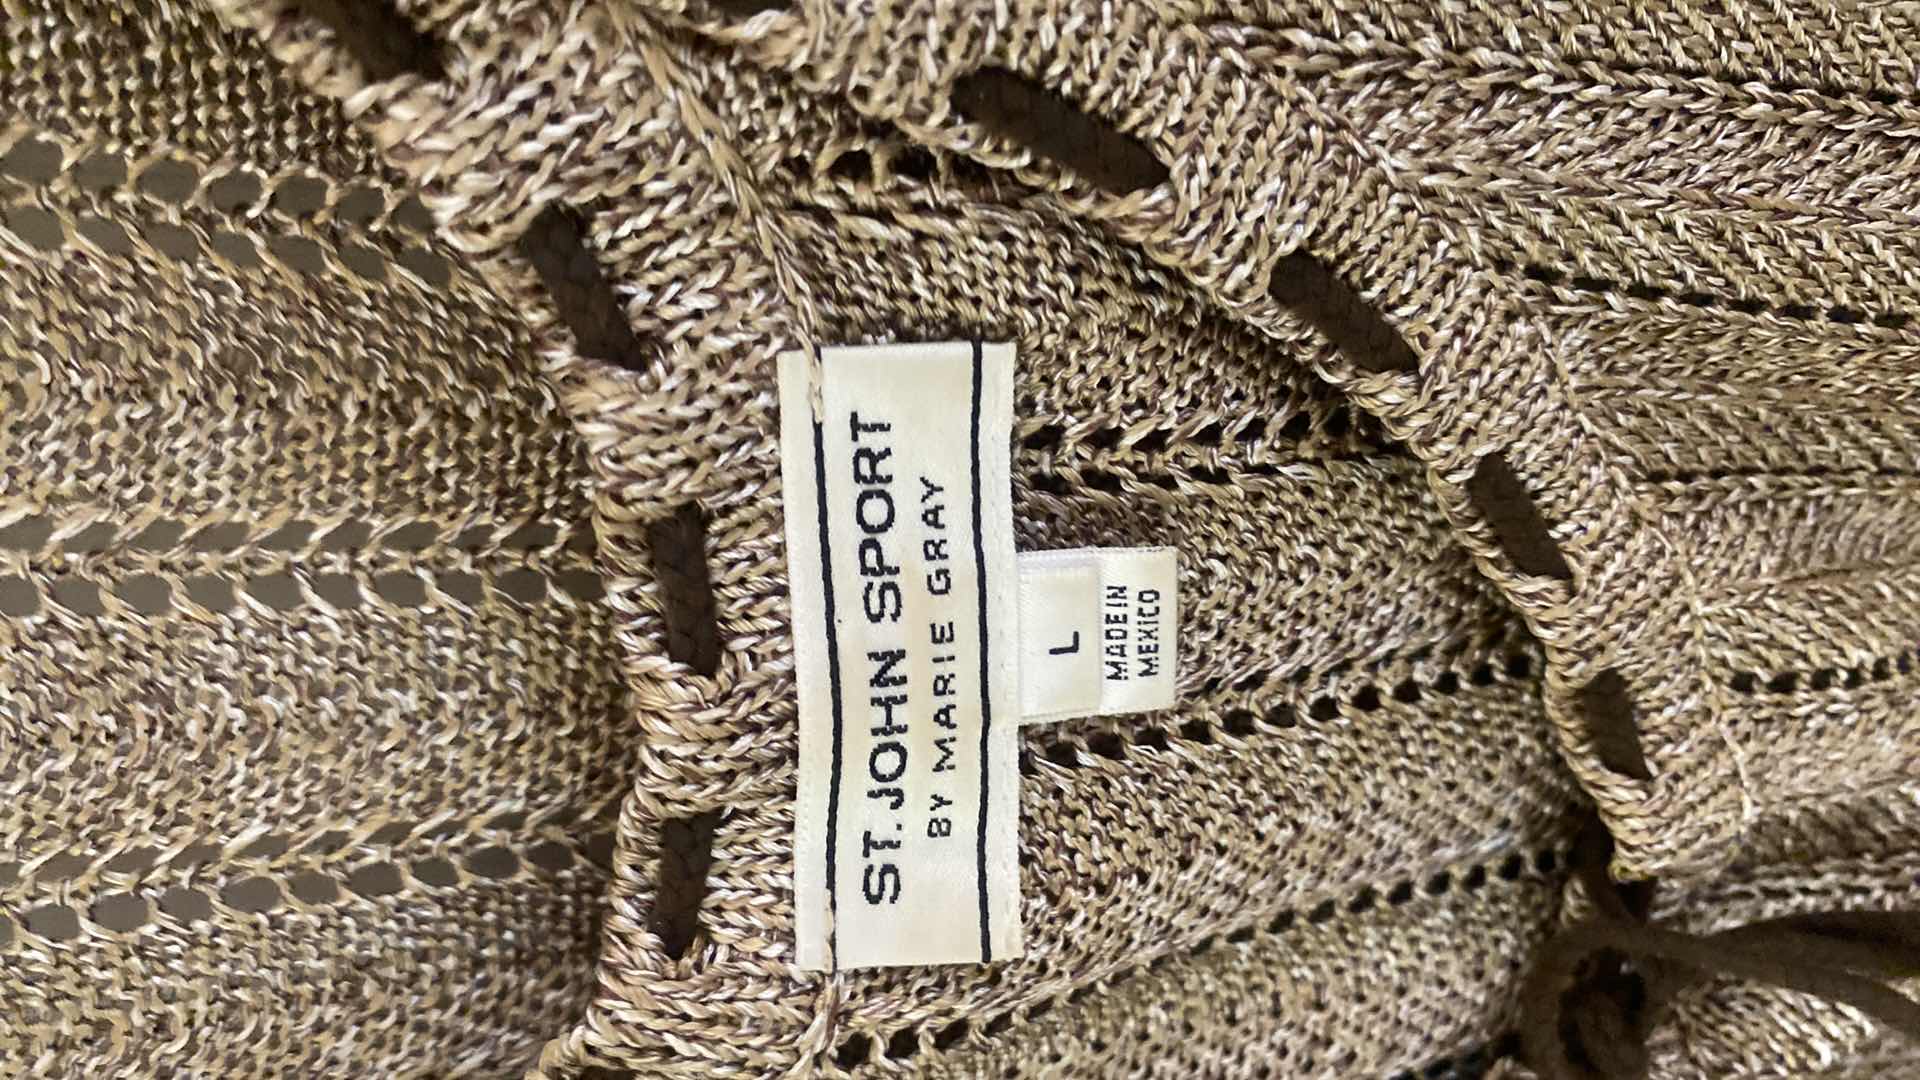 ST. JOHN SPORT
BY MARIE GRAY
L
MADE IN
MEXICO